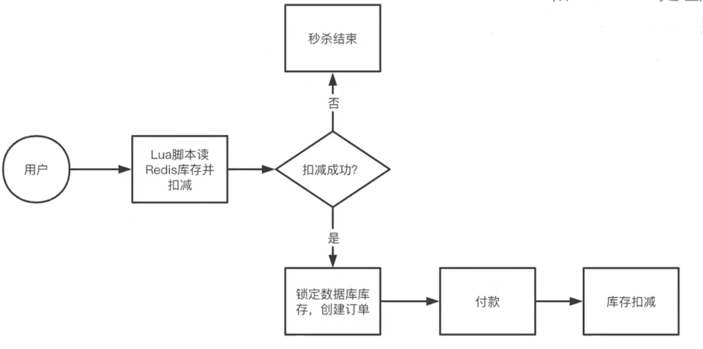 秒杀结束
否
用户
Lua脚本读
Redis库存并
扣减
扣减成功？
是
锁定数据库库
存，创建订单
付款
库存扣减